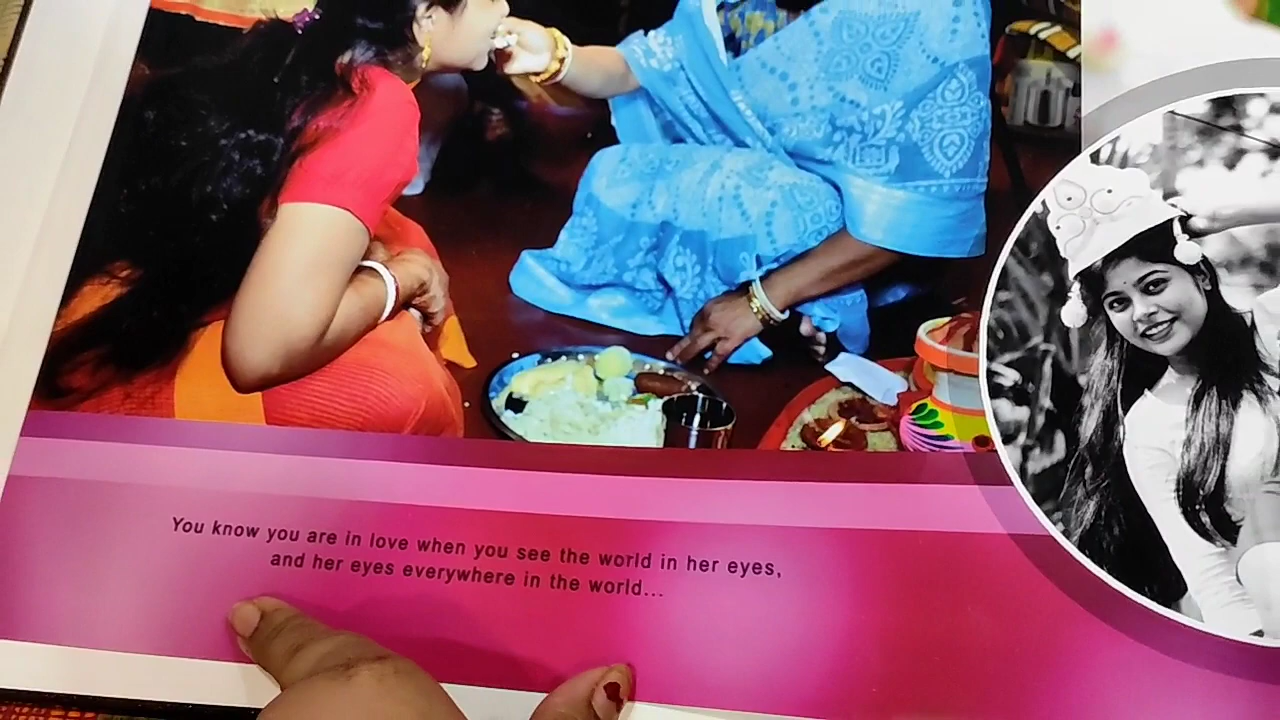 You know you are in love when you see the world in her eyes,
and her eyes everywhere in the world...